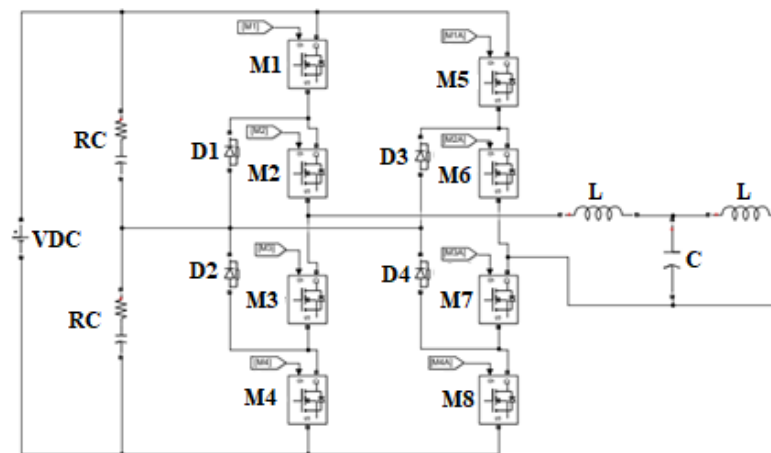 [M1]
M1
[M1A]
M5
RC
D1
[M2]
M2
D3
[M2A]
M6
L
L
VDC
C
D2
[M3]
M3
D4
[M3A]
M7
RC
[M4]
M4
[M4A]
M8